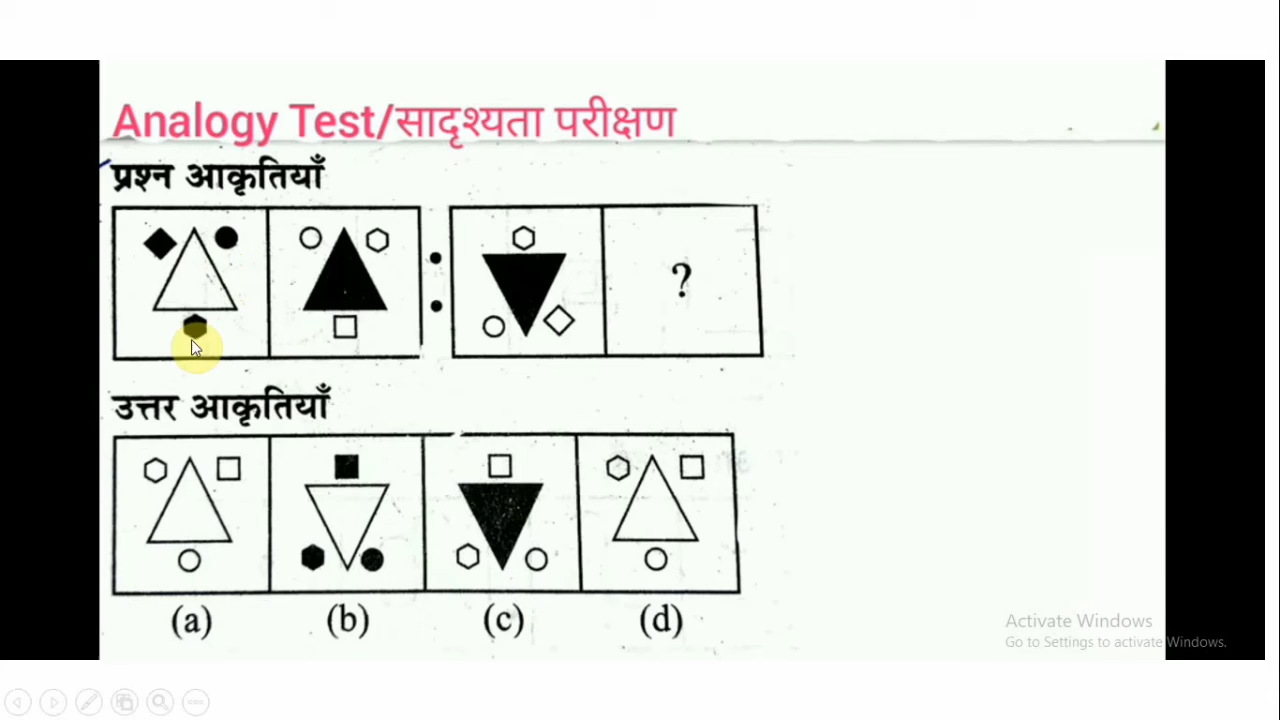 Analogy Test/सादृश्यता परीक्षण
प्रश्न आकृतियाँ
?
उत्तर आकृतियाँ
(a) (b) (c) (d)
Activate Windows
Go to Settings to activate Windows.